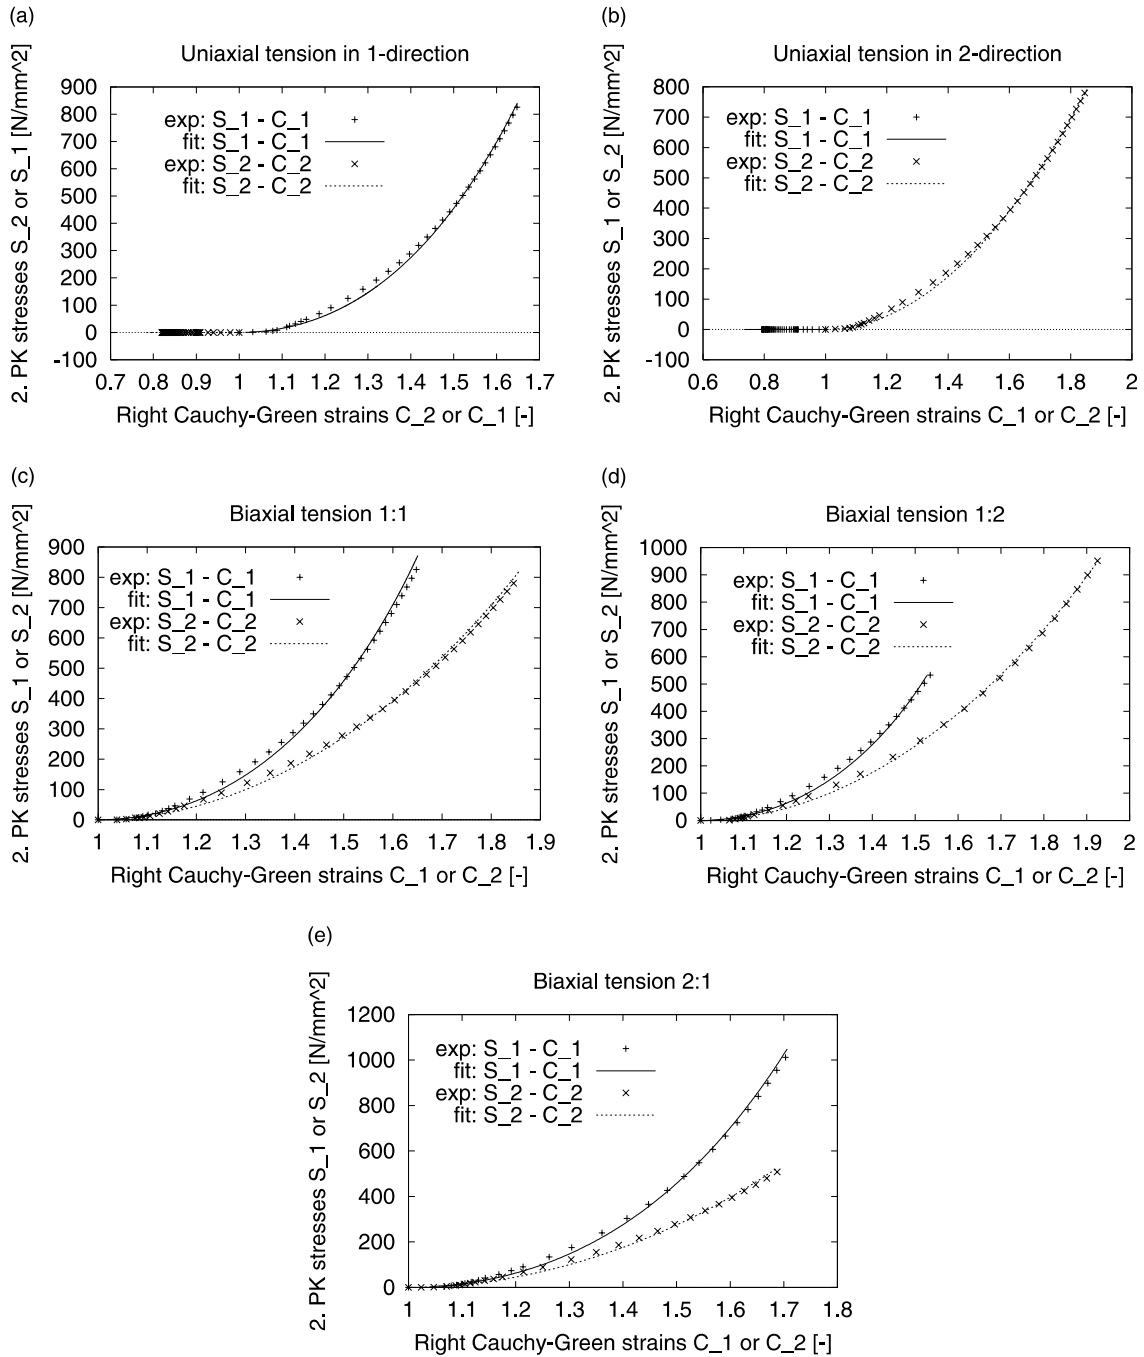 (a)
Uniaxial tension in 1-direction
2. PK stresses S_2 or S_1 [N/mm^2]
900
800
700
600
500
400
300
200
100
0
-100
exp: S_1 - C_1
fit: S_1 - C_1
exp: S_2 - C_2
fit: S_2 - C_2
0.7 0.8 0.9 1 1.1 1.2 1.3 1.4 1.5 1.6 1.7
Right Cauchy-Green strains C_2 or C_1 [-]
(b)
Uniaxial tension in 2-direction
2. PK stresses S_1 or S_2 [N/mm^2]
800
700
600
500
400
300
200
100
0
-100
exp: S_1 - C_1
fit: S_1 - C_1
exp: S_2 - C_2
fit: S_2 - C_2
0.6 0.8 1 1.2 1.4 1.6 1.8 2
Right Cauchy-Green strains C_1 or C_2 [-]
(c)
Biaxial tension 1:1
2. PK stresses S_1 or S_2 [N/mm^2]
900
800
700
600
500
400
300
200
100
0
exp: S_1 - C_1
fit: S_1 - C_1
exp: S_2 - C_2
fit: S_2 - C_2
1 1.1 1.2 1.3 1.4 1.5 1.6 1.7 1.8 1.9
Right Cauchy-Green strains C_1 or C_2 [-]
(d)
Biaxial tension 1:2
2. PK stresses S_1 or S_2 [N/mm^2]
1000
900
800
700
600
500
400
300
200
100
0
exp: S_1 - C_1
fit: S_1 - C_1
exp: S_2 - C_2
fit: S_2 - C_2
1 1.1 1.2 1.3 1.4 1.5 1.6 1.7 1.8 1.9 2
Right Cauchy-Green strains C_1 or C_2 [-]
(e)
Biaxial tension 2:1
2. PK stresses S_1 or S_2 [N/mm^2]
1200
1000
800
600
400
200
0
exp: S_1 - C_1
fit: S_1 - C_1
exp: S_2 - C_2
fit: S_2 - C_2
1 1.1 1.2 1.3 1.4 1.5 1.6 1.7 1.8
Right Cauchy-Green strains C_1 or C_2 [-]